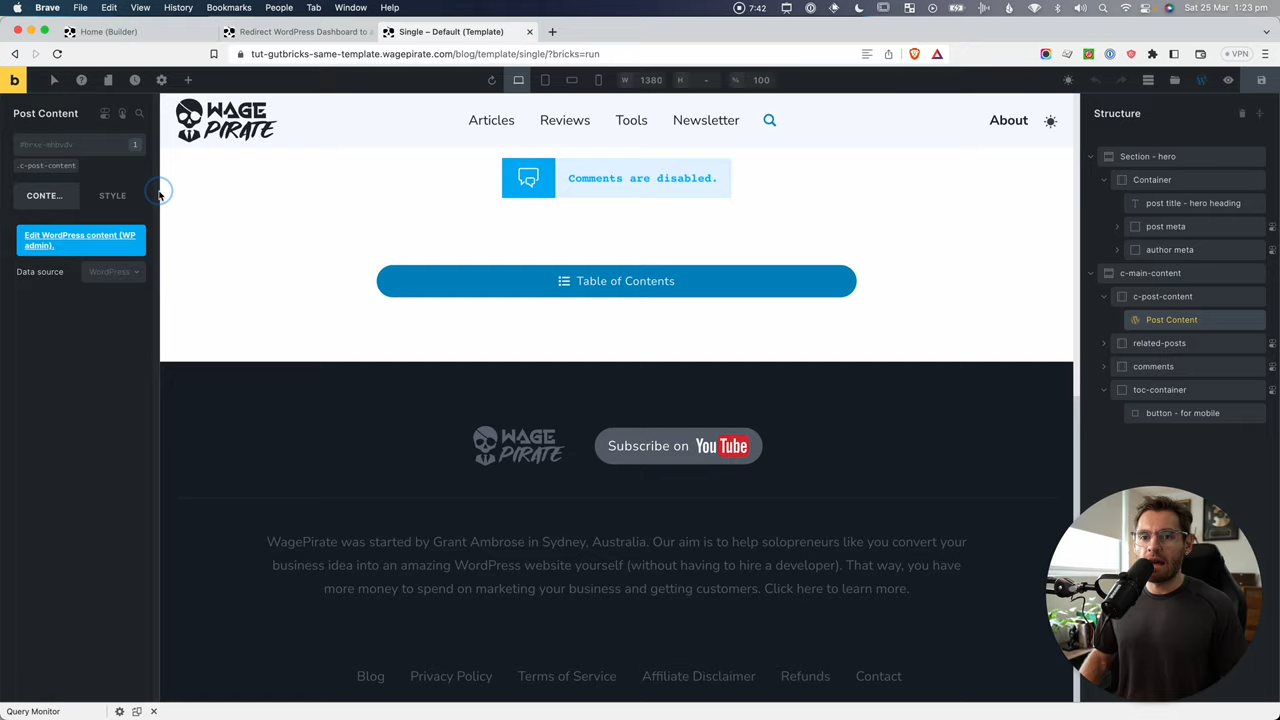 Brave File Edit View History Bookmarks People Tab Window Help 7:42 Sat 25 Mar 1:23 pm
Home (Builder) Redirect WordPress Dashboard to a Single – Default (Template)
tut-gutbricks-same-template.wagepirate.com/blog/template/single/?bricks=run VPN
b W 1380 H - % 100
Post Content
#brxe-mhbvdv 1
.c-post-content
CONTE... STYLE
Edit WordPress content (WP
admin).
Data source WordPress
WAGE
PIRATE
Articles Reviews Tools Newsletter About
Comments are disabled.
Table of Contents
WAGE
PIRATE
Subscribe on YouTube
WagePirate was started by Grant Ambrose in Sydney, Australia. Our aim is to help solopreneurs like you convert your
business idea into an amazing WordPress website yourself (without having to hire a developer). That way, you have
more money to spend on marketing your business and getting customers. Click here to learn more.
Blog Privacy Policy Terms of Service Affiliate Disclaimer Refunds Contact
Structure
Section - hero
Container
post title - hero heading
post meta
author meta
c-main-content
c-post-content
Post Content
related-posts
comments
toc-container
button - for mobile
Query Monitor